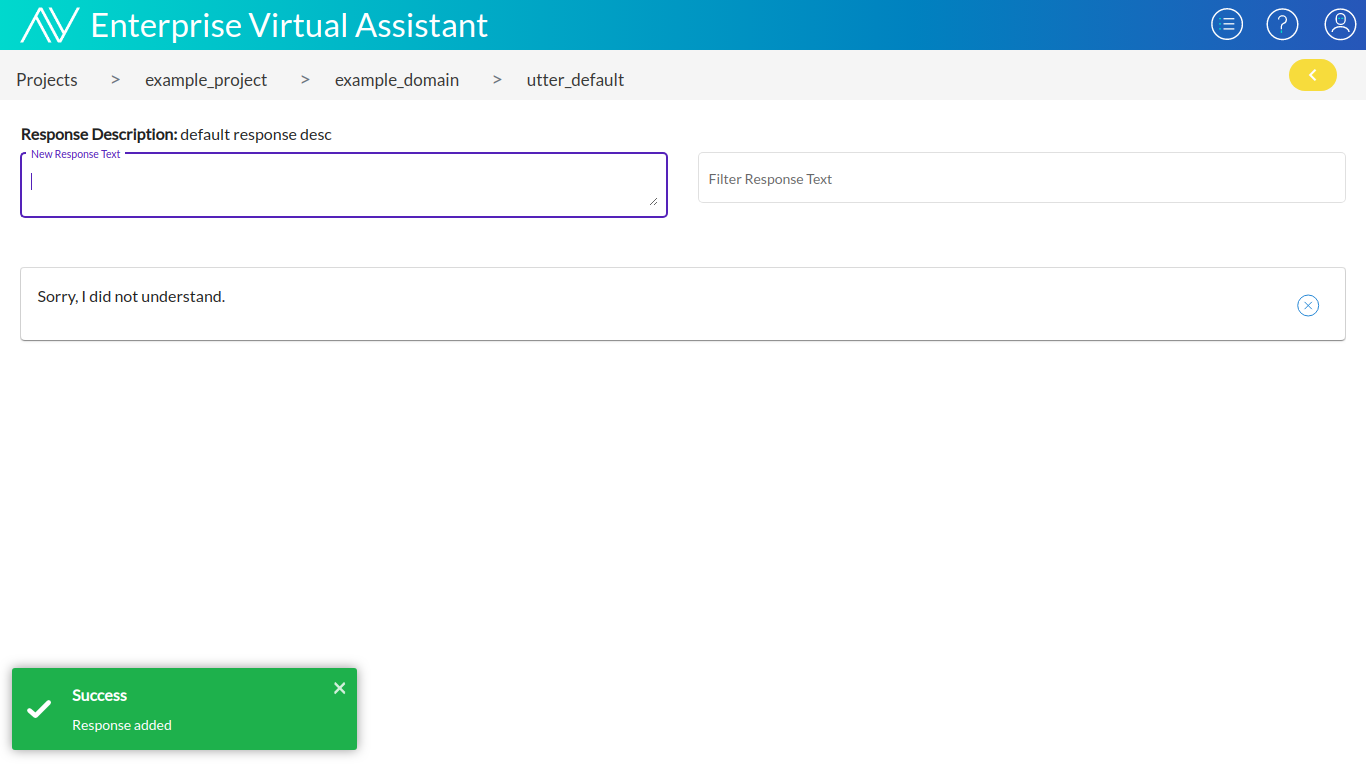 Enterprise Virtual Assistant
Projects > example_project > example_domain > utter_default
Response Description: default response desc
New Response Text
Filter Response Text
Sorry, I did not understand.
Success
Response added